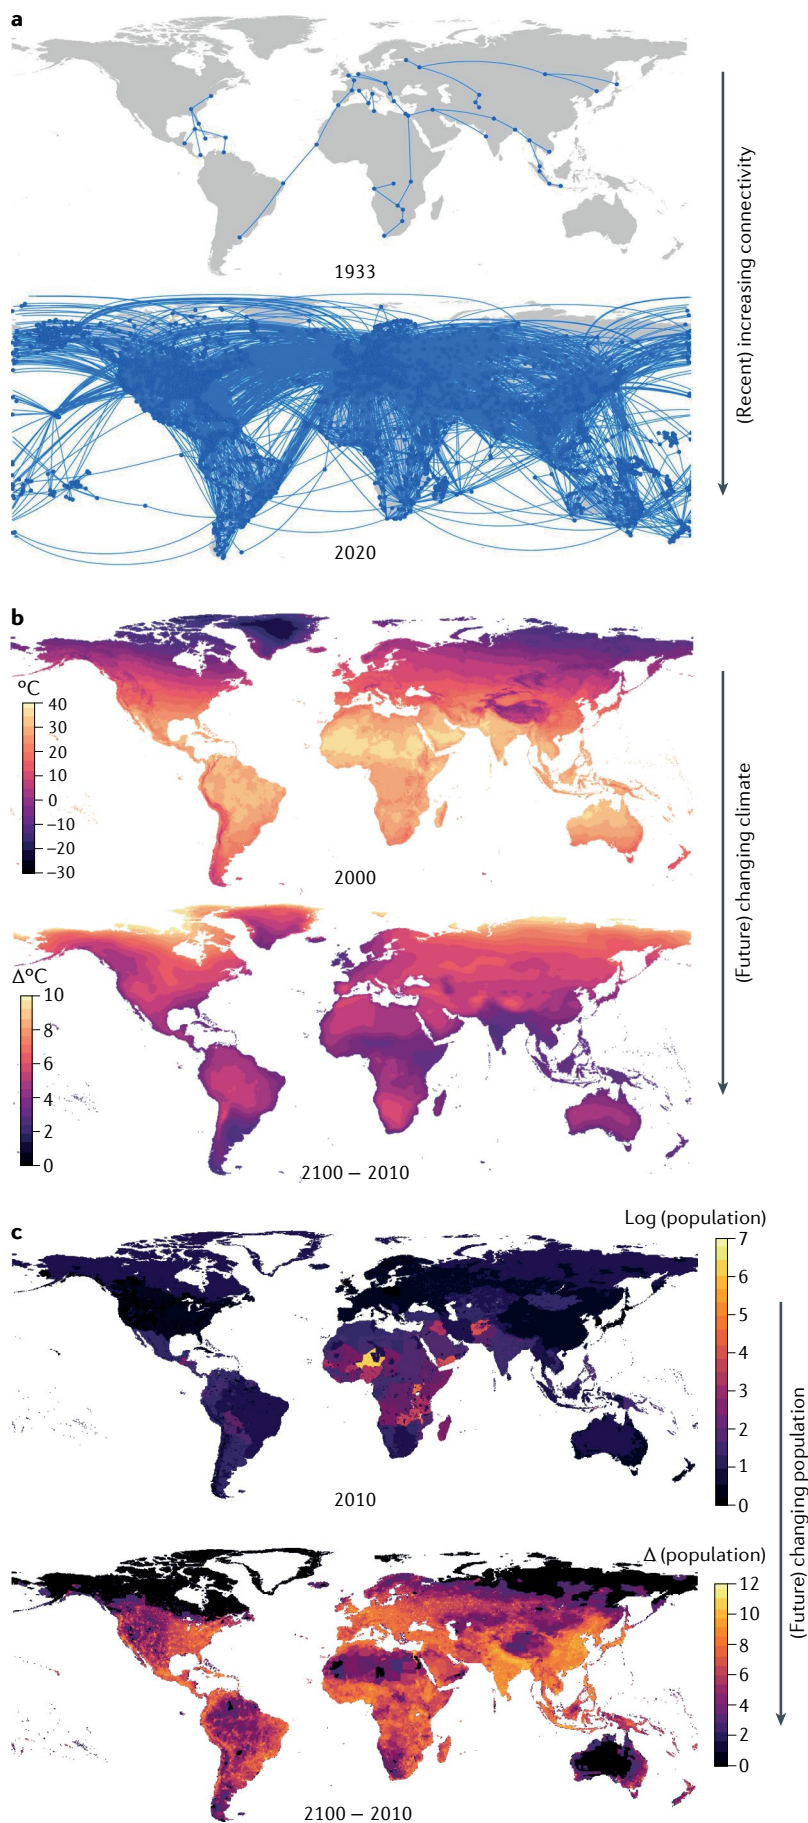 a
1933
2020
(Recent) increasing connectivity
b
°C
40
30
20
10
0
−10
−20
−30
2000
Δ°C
10
8
6
4
2
0
2100 − 2010
(Future) changing climate
c
Log (population)
7
6
5
4
3
2
1
0
2010
Δ (population)
12
10
8
6
4
2
0
2100 − 2010
(Future) changing population